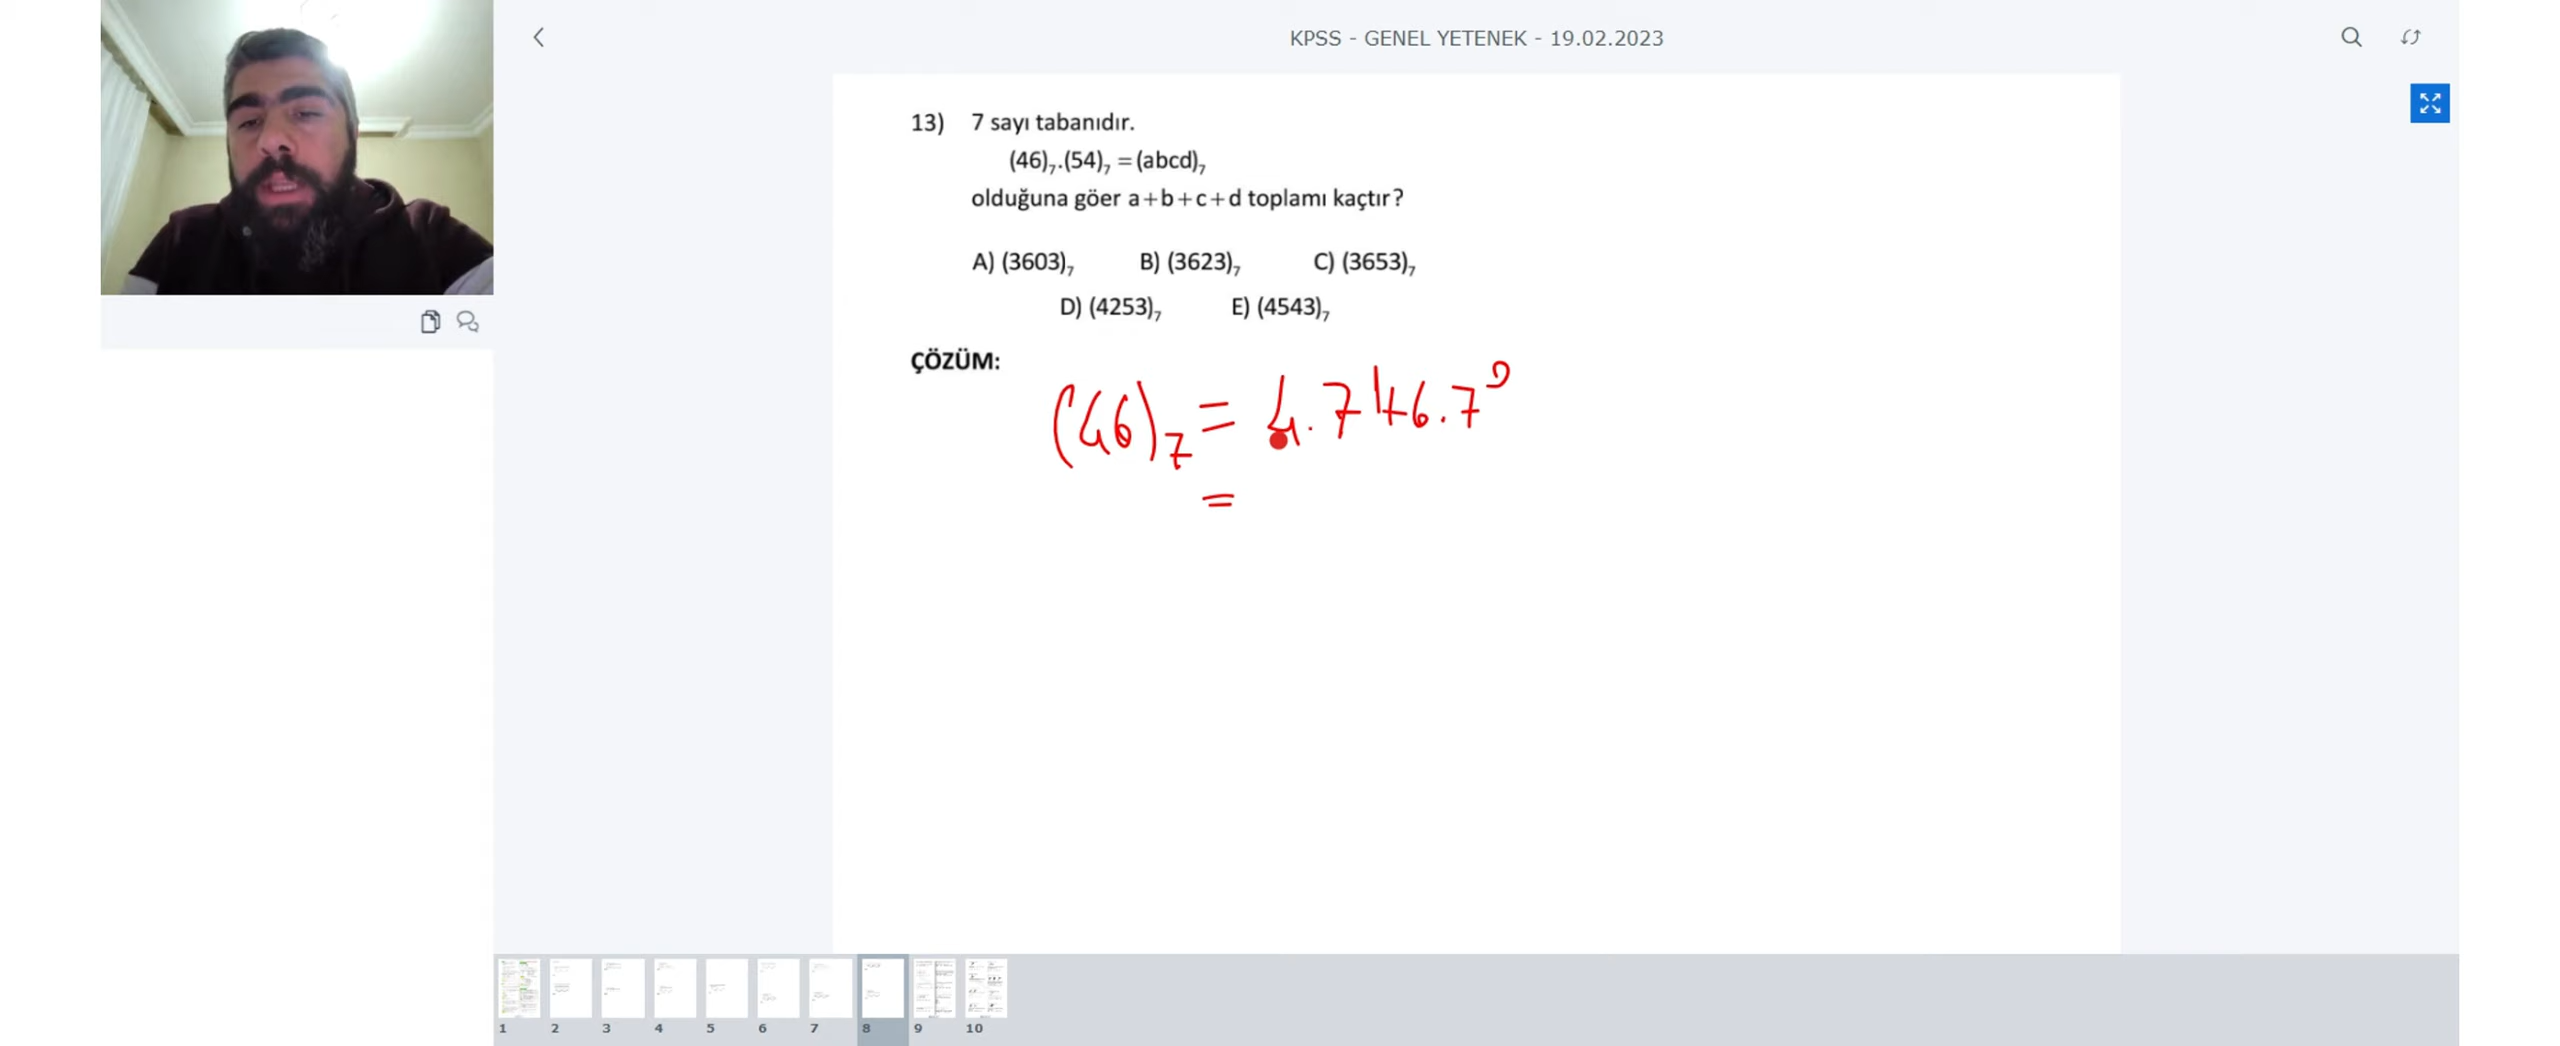 KPSS - GENEL YETENEK - 19.02.2023
13) 7 sayı tabanıdır.
(46)₇.(54)₇ = (abcd)₇
olduğuna göer a+b+c+d toplamı kaçtır?
A) (3603)₇ B) (3623)₇ C) (3653)₇
D) (4253)₇ E) (4543)₇
ÇÖZÜM:
(46)₇ = 4.7¹+6.7⁰
=
1 2 3 4 5 6 7 8 9 10